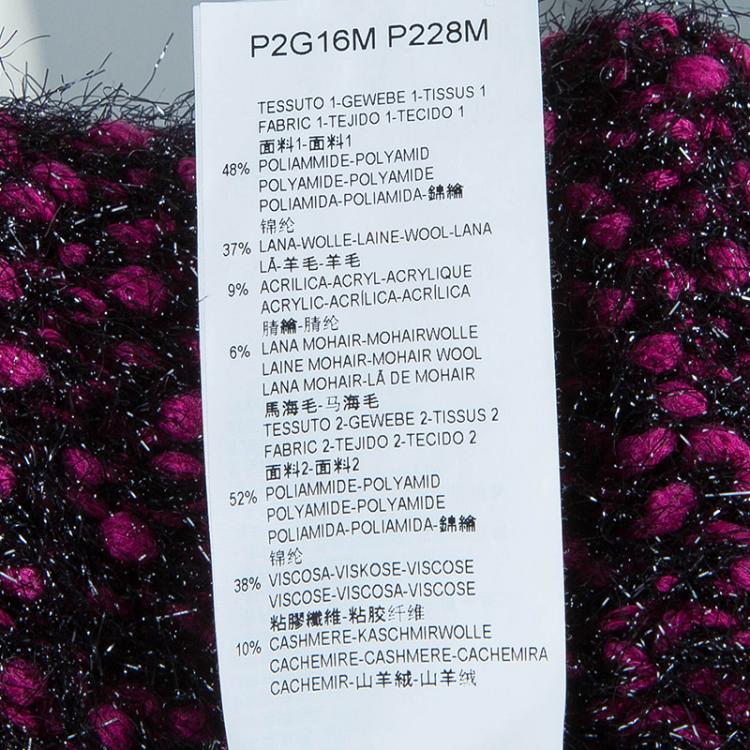 P2G16M P228M
TESSUTO 1-GEWEBE 1-TISSUS 1
FABRIC 1-TEJIDO 1-TECIDO 1
面料1-面料1
48% POLIAMMIDE-POLYAMID
POLYAMIDE-POLYAMIDE
POLIAMIDA-POLIAMIDA-錦綸
锦纶
37% LANA-WOLLE-LAINE-WOOL-LANA
LÃ-羊毛-羊毛
9% ACRILICA-ACRYL-ACRYLIQUE
ACRYLIC-ACRÍLICA-ACRÍLICA
腈綸-腈纶
6% LANA MOHAIR-MOHAIRWOLLE
LAINE MOHAIR-MOHAIR WOOL
LANA MOHAIR-LÃ DE MOHAIR
馬海毛-马海毛
TESSUTO 2-GEWEBE 2-TISSUS 2
FABRIC 2-TEJIDO 2-TECIDO 2
面料2-面料2
52% POLIAMMIDE-POLYAMID
POLYAMIDE-POLYAMIDE
POLIAMIDA-POLIAMIDA-錦綸
锦纶
38% VISCOSA-VISKOSE-VISCOSE
VISCOSE-VISCOSA-VISCOSE
粘膠纖維-粘胶纤维
10% CASHMERE-KASCHMIRWOLLE
CACHEMIRE-CASHMERE-CACHEMIRA
CACHEMIR-山羊絨-山羊绒